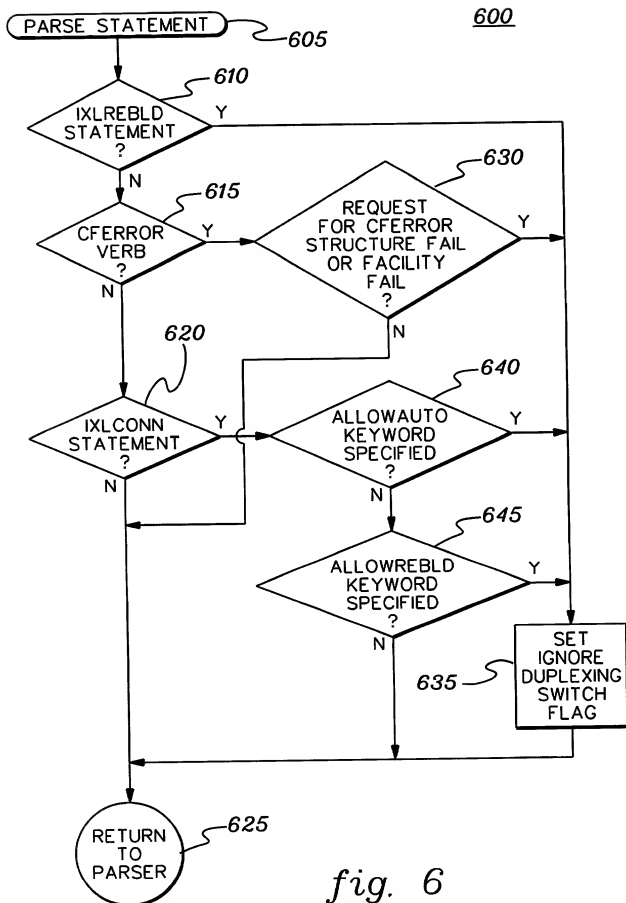 PARSE STATEMENT
605
600
610
IXLREBLD
STATEMENT
?
Y
N
615
CFERROR
VERB
?
Y
N
630
REQUEST
FOR CFERROR
STRUCTURE FAIL
OR FACILITY
FAIL
?
Y
N
620
IXLCONN
STATEMENT
?
Y
N
640
ALLOWAUTO
KEYWORD
SPECIFIED
?
Y
N
645
ALLOWREBLD
KEYWORD
SPECIFIED
?
Y
N
635
SET
IGNORE
DUPLEXING
SWITCH
FLAG
RETURN
TO
PARSER
625
fig. 6